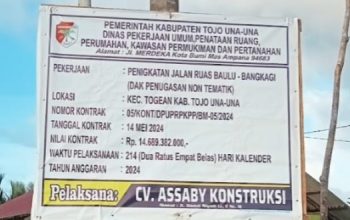 PEMERINTAH KABUPATEN TOJO UNA-UNA
DINAS PEKERJAAN UMUM,PENATAAN RUANG,
PERUMAHAN, KAWASAN PERMUKIMAN DAN PERTANAHAN
Alamat : Jl. MERDEKA Kota Bumi Mas Ampana 94683
PEKERJAAN : PENIGKATAN JALAN RUAS BAULU - BANGKAGI
(DAK PENUGASAN NON TEMATIK)
LOKASI : KEC. TOGEAN KAB. TOJO UNA-UNA
NOMOR KONTRAK : 05/KONT/DPUPRPKPP/BM-05/2024
TANGGAL KONTRAK : 14 MEI 2024
NILAI KONTRAK : Rp. 14.689.382.000,-
WAKTU PELAKSANAAN : 214 (Dua Ratus Empat Belas) HARI KALENDER
TAHUN ANGGARAN : 2024
Pelaksana: CV. ASSABY KONSTRUKSI